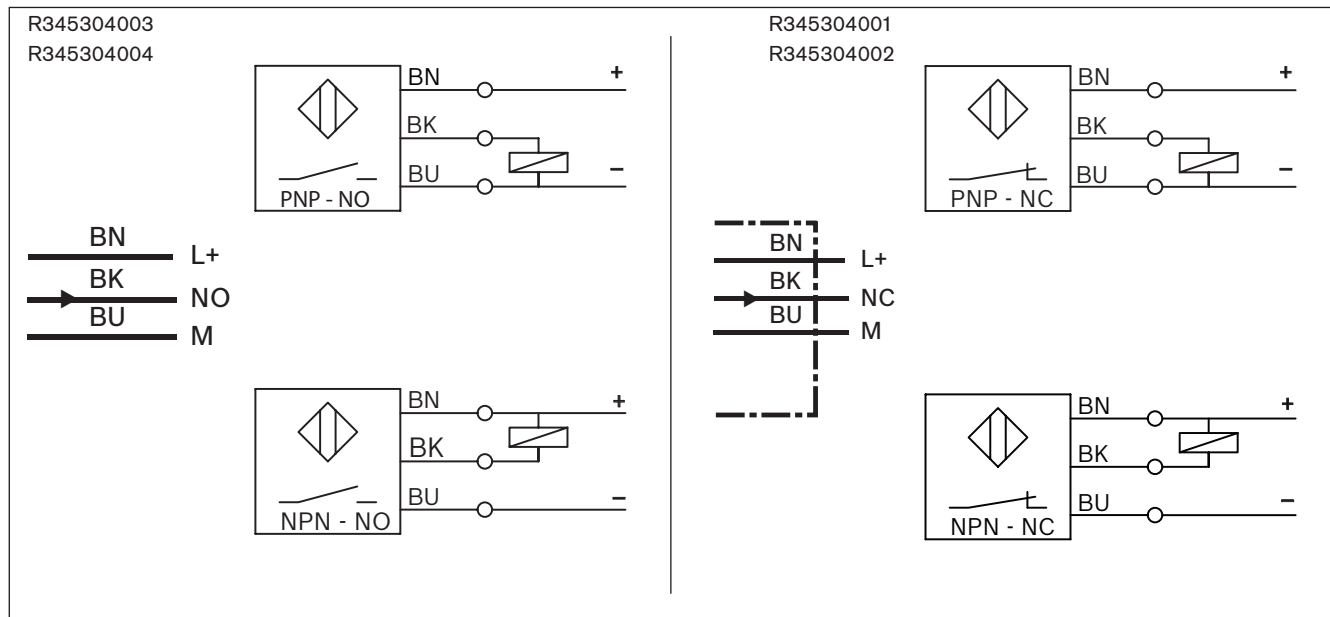 R345304003
R345304004
BN
+
BK
BU
−
PNP - NO
BN
L+
BK
NO
BU
M
BN
+
BK
BU
−
NPN - NO
R345304001
R345304002
BN
+
BK
BU
−
PNP - NC
BN
L+
BK
NC
BU
M
BN
+
BK
BU
−
NPN - NC